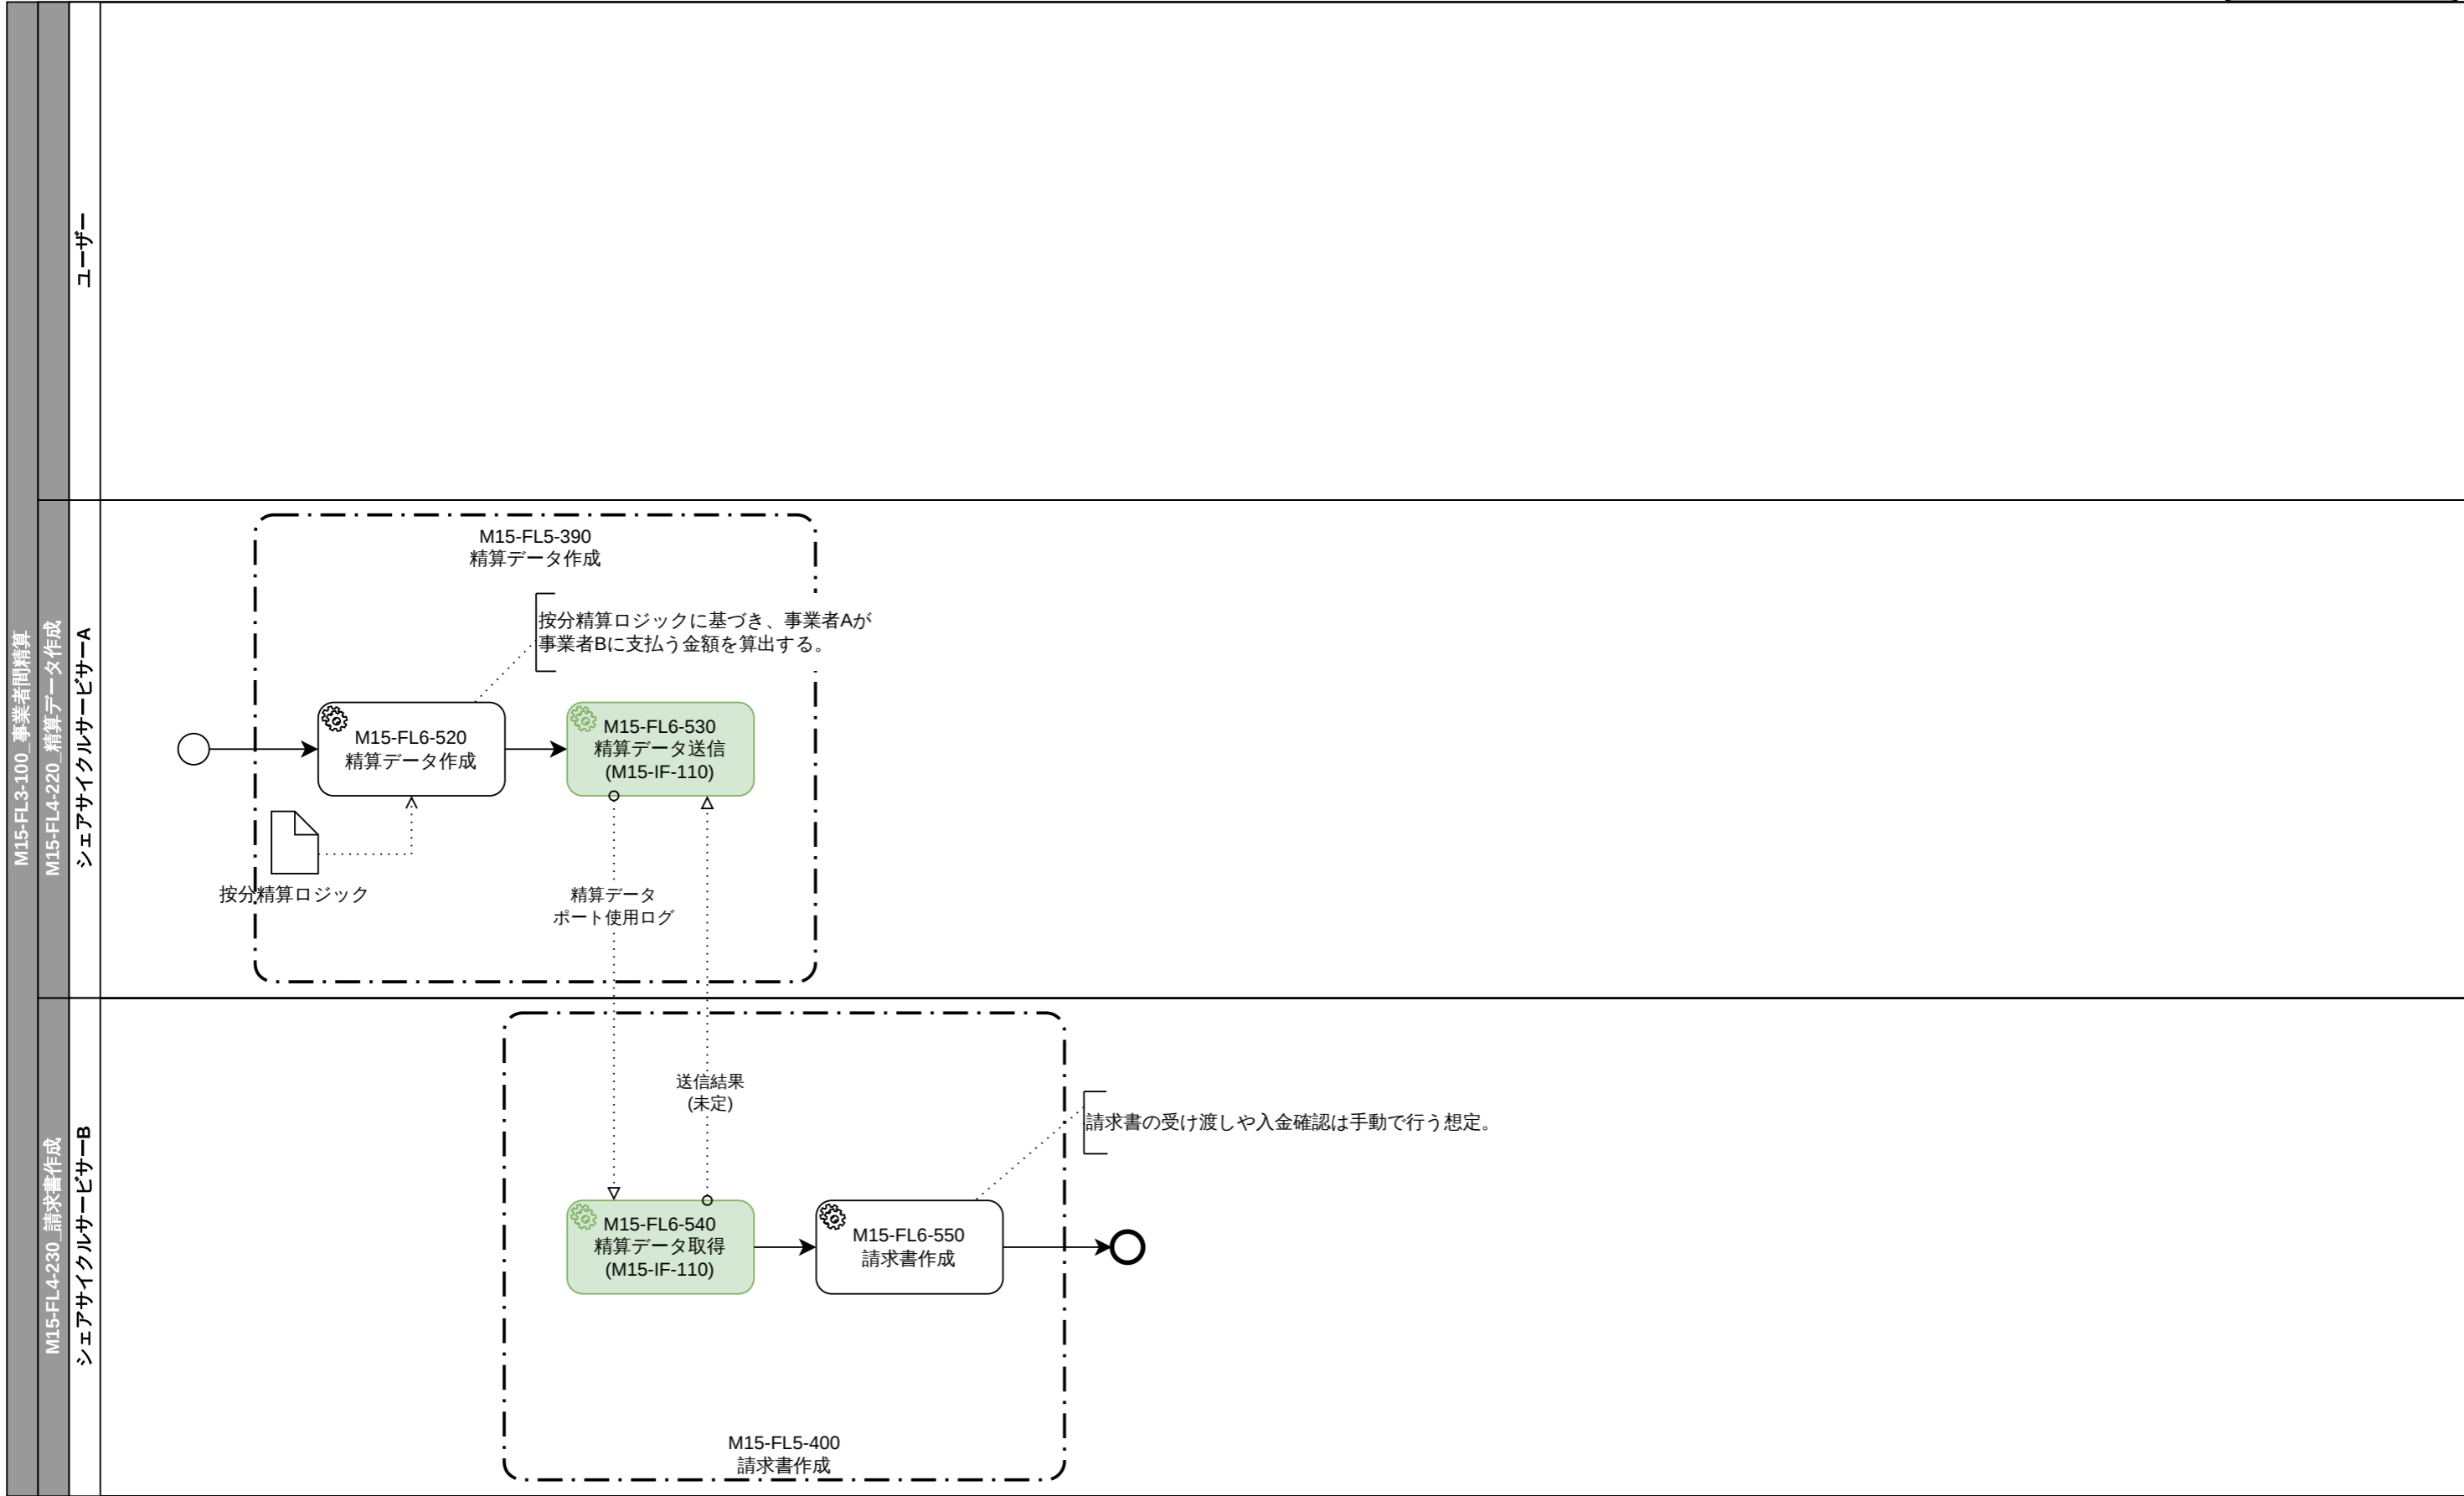 M15-FL3-100_事業者間精算
M15-FL4-220_精算データ作成
M15-FL4-230_請求書作成
ユーザー
シェアサイクルサービサーA
シェアサイクルサービサーB
M15-FL5-390
精算データ作成
按分精算ロジックに基づき、事業者Aが
事業者Bに支払う金額を算出する。
M15-FL6-520
精算データ作成
M15-FL6-530
精算データ送信
(M15-IF-110)
按分精算ロジック
精算データ
ポート使用ログ
送信結果
(未定)
請求書の受け渡しや入金確認は手動で行う想定。
M15-FL6-540
精算データ取得
(M15-IF-110)
M15-FL6-550
請求書作成
M15-FL5-400
請求書作成